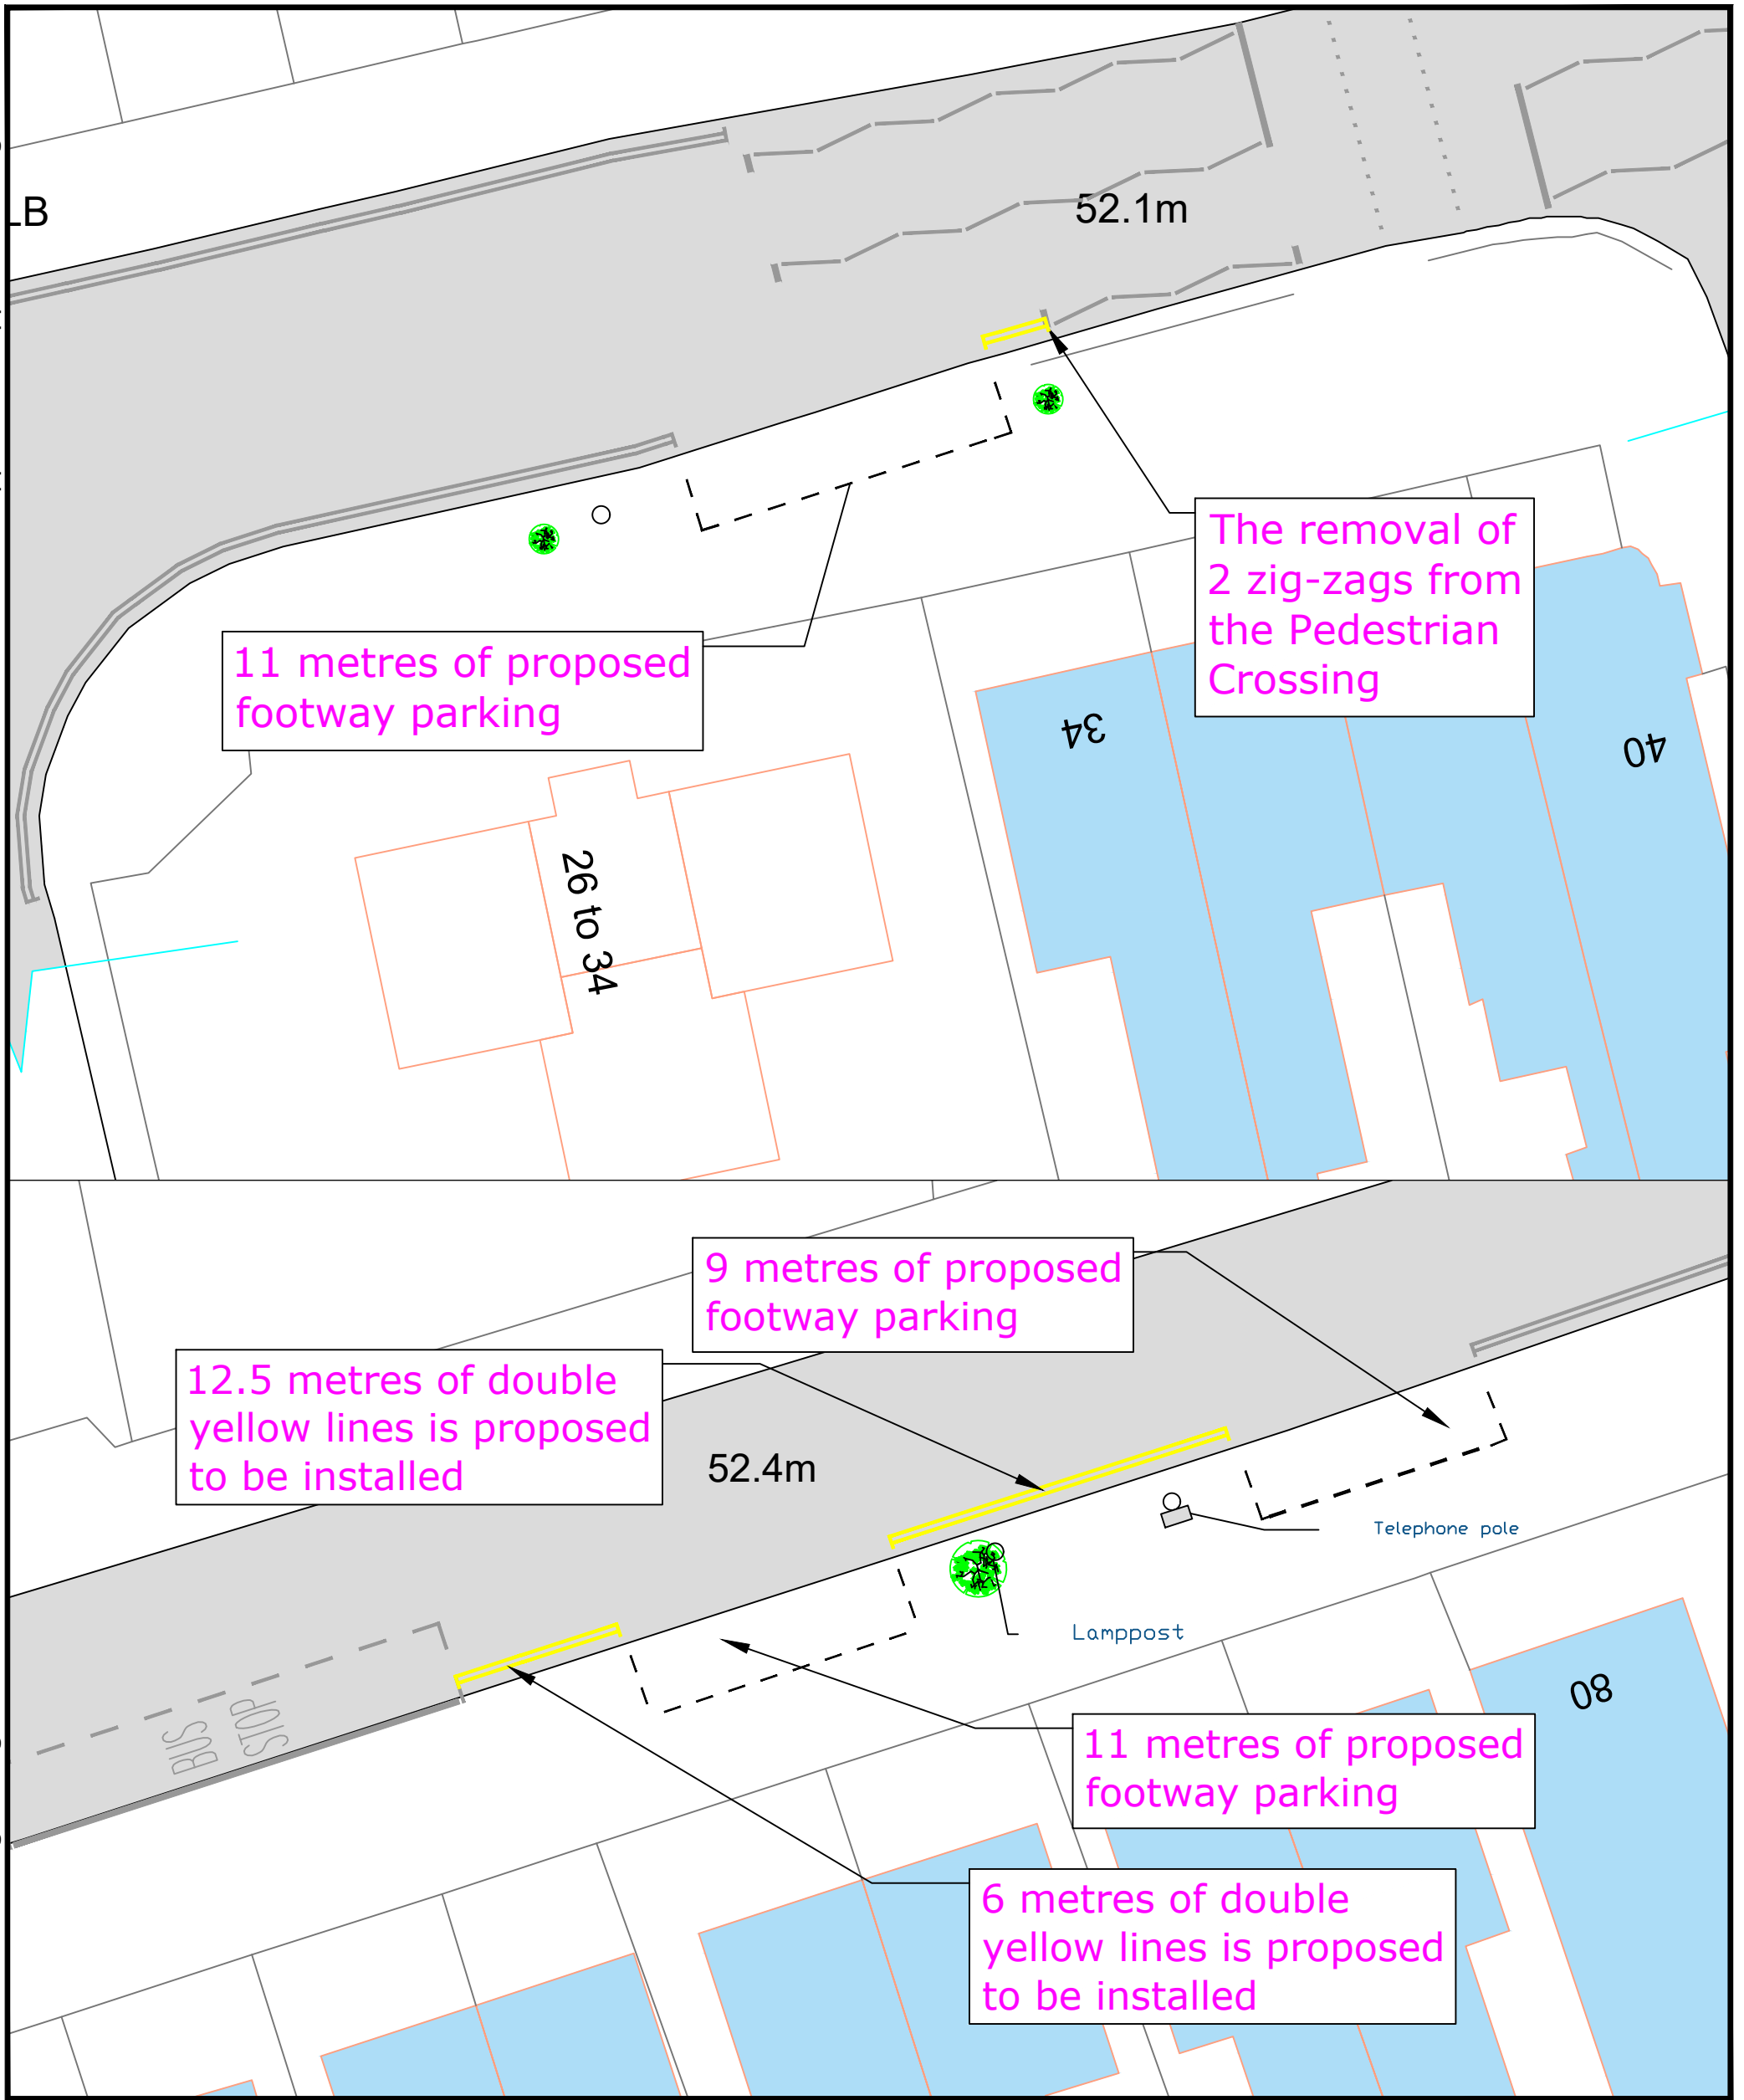 LB
52.1m
The removal of
2 zig-zags from
the Pedestrian
Crossing
11 metres of proposed
footway parking
34
40
26 to 34
9 metres of proposed
footway parking
12.5 metres of double
yellow lines is proposed
to be installed
52.4m
Telephone pole
Lamppost
BUS
STOP
80
11 metres of proposed
footway parking
6 metres of double
yellow lines is proposed
to be installed